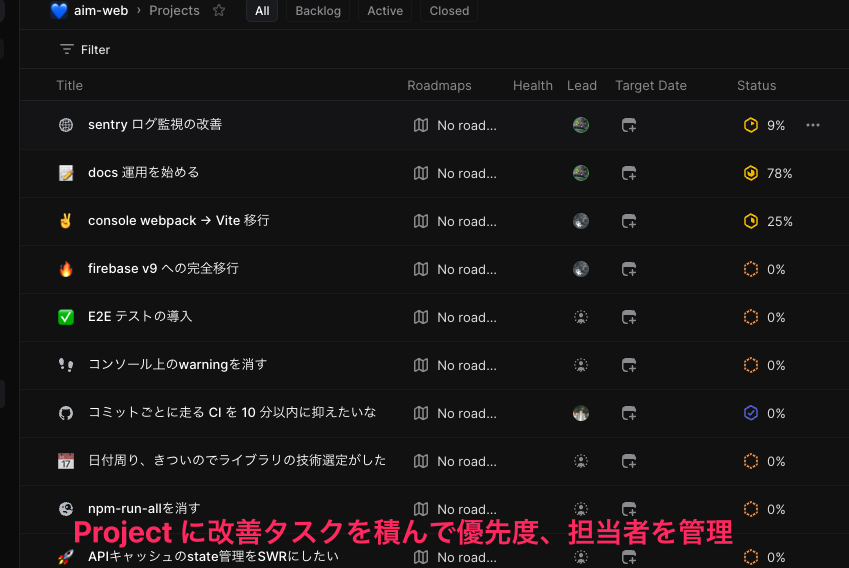 aim-web › Projects All Backlog Active Closed
Filter
Title Roadmaps Health Lead Target Date Status
sentry ログ監視の改善 No road... 9%
docs 運用を始める No road... 78%
console webpack → Vite 移行 No road... 25%
firebase v9 への完全移行 No road... 0%
E2E テストの導入 No road... 0%
コンソール上のwarningを消す No road... 0%
コミットごとに走る CI を 10 分以内に抑えたいな No road... 0%
17 日付周り、きついのでライブラリの技術選定がした No road... 0%
npm-run-allを消す No road... 0%
Project に改善タスクを積んで優先度、担当者を管理
APIキャッシュのstate管理をSWRにしたい No road... 0%